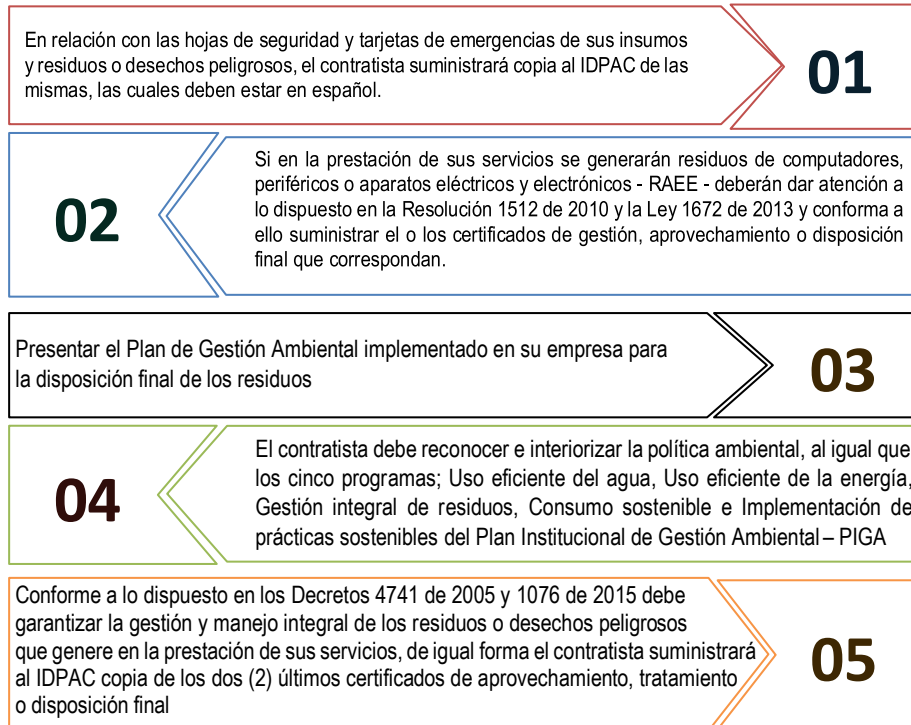 En relación con las hojas de seguridad y tarjetas de emergencias de sus insumos
y residuos o desechos peligrosos, el contratista suministrará copia al IDPAC de las
mismas, las cuales deben estar en español.
01
02
Si en la prestación de sus servicios se generarán residuos de computadores,
periféricos o aparatos eléctricos y electrónicos - RAEE - deberán dar atención a
lo dispuesto en la Resolución 1512 de 2010 y la Ley 1672 de 2013 y conforma a
ello suministrar el o los certificados de gestión, aprovechamiento o disposición
final que correspondan.
Presentar el Plan de Gestión Ambiental implementado en su empresa para
la disposición final de los residuos
03
04
El contratista debe reconocer e interiorizar la política ambiental, al igual que
los cinco programas; Uso eficiente del agua, Uso eficiente de la energía,
Gestión integral de residuos, Consumo sostenible e Implementación de
prácticas sostenibles del Plan Institucional de Gestión Ambiental – PIGA
Conforme a lo dispuesto en los Decretos 4741 de 2005 y 1076 de 2015 debe
garantizar la gestión y manejo integral de los residuos o desechos peligrosos
que genere en la prestación de sus servicios, de igual forma el contratista suministrará
al IDPAC copia de los dos (2) últimos certificados de aprovechamiento, tratamiento
o disposición final
05